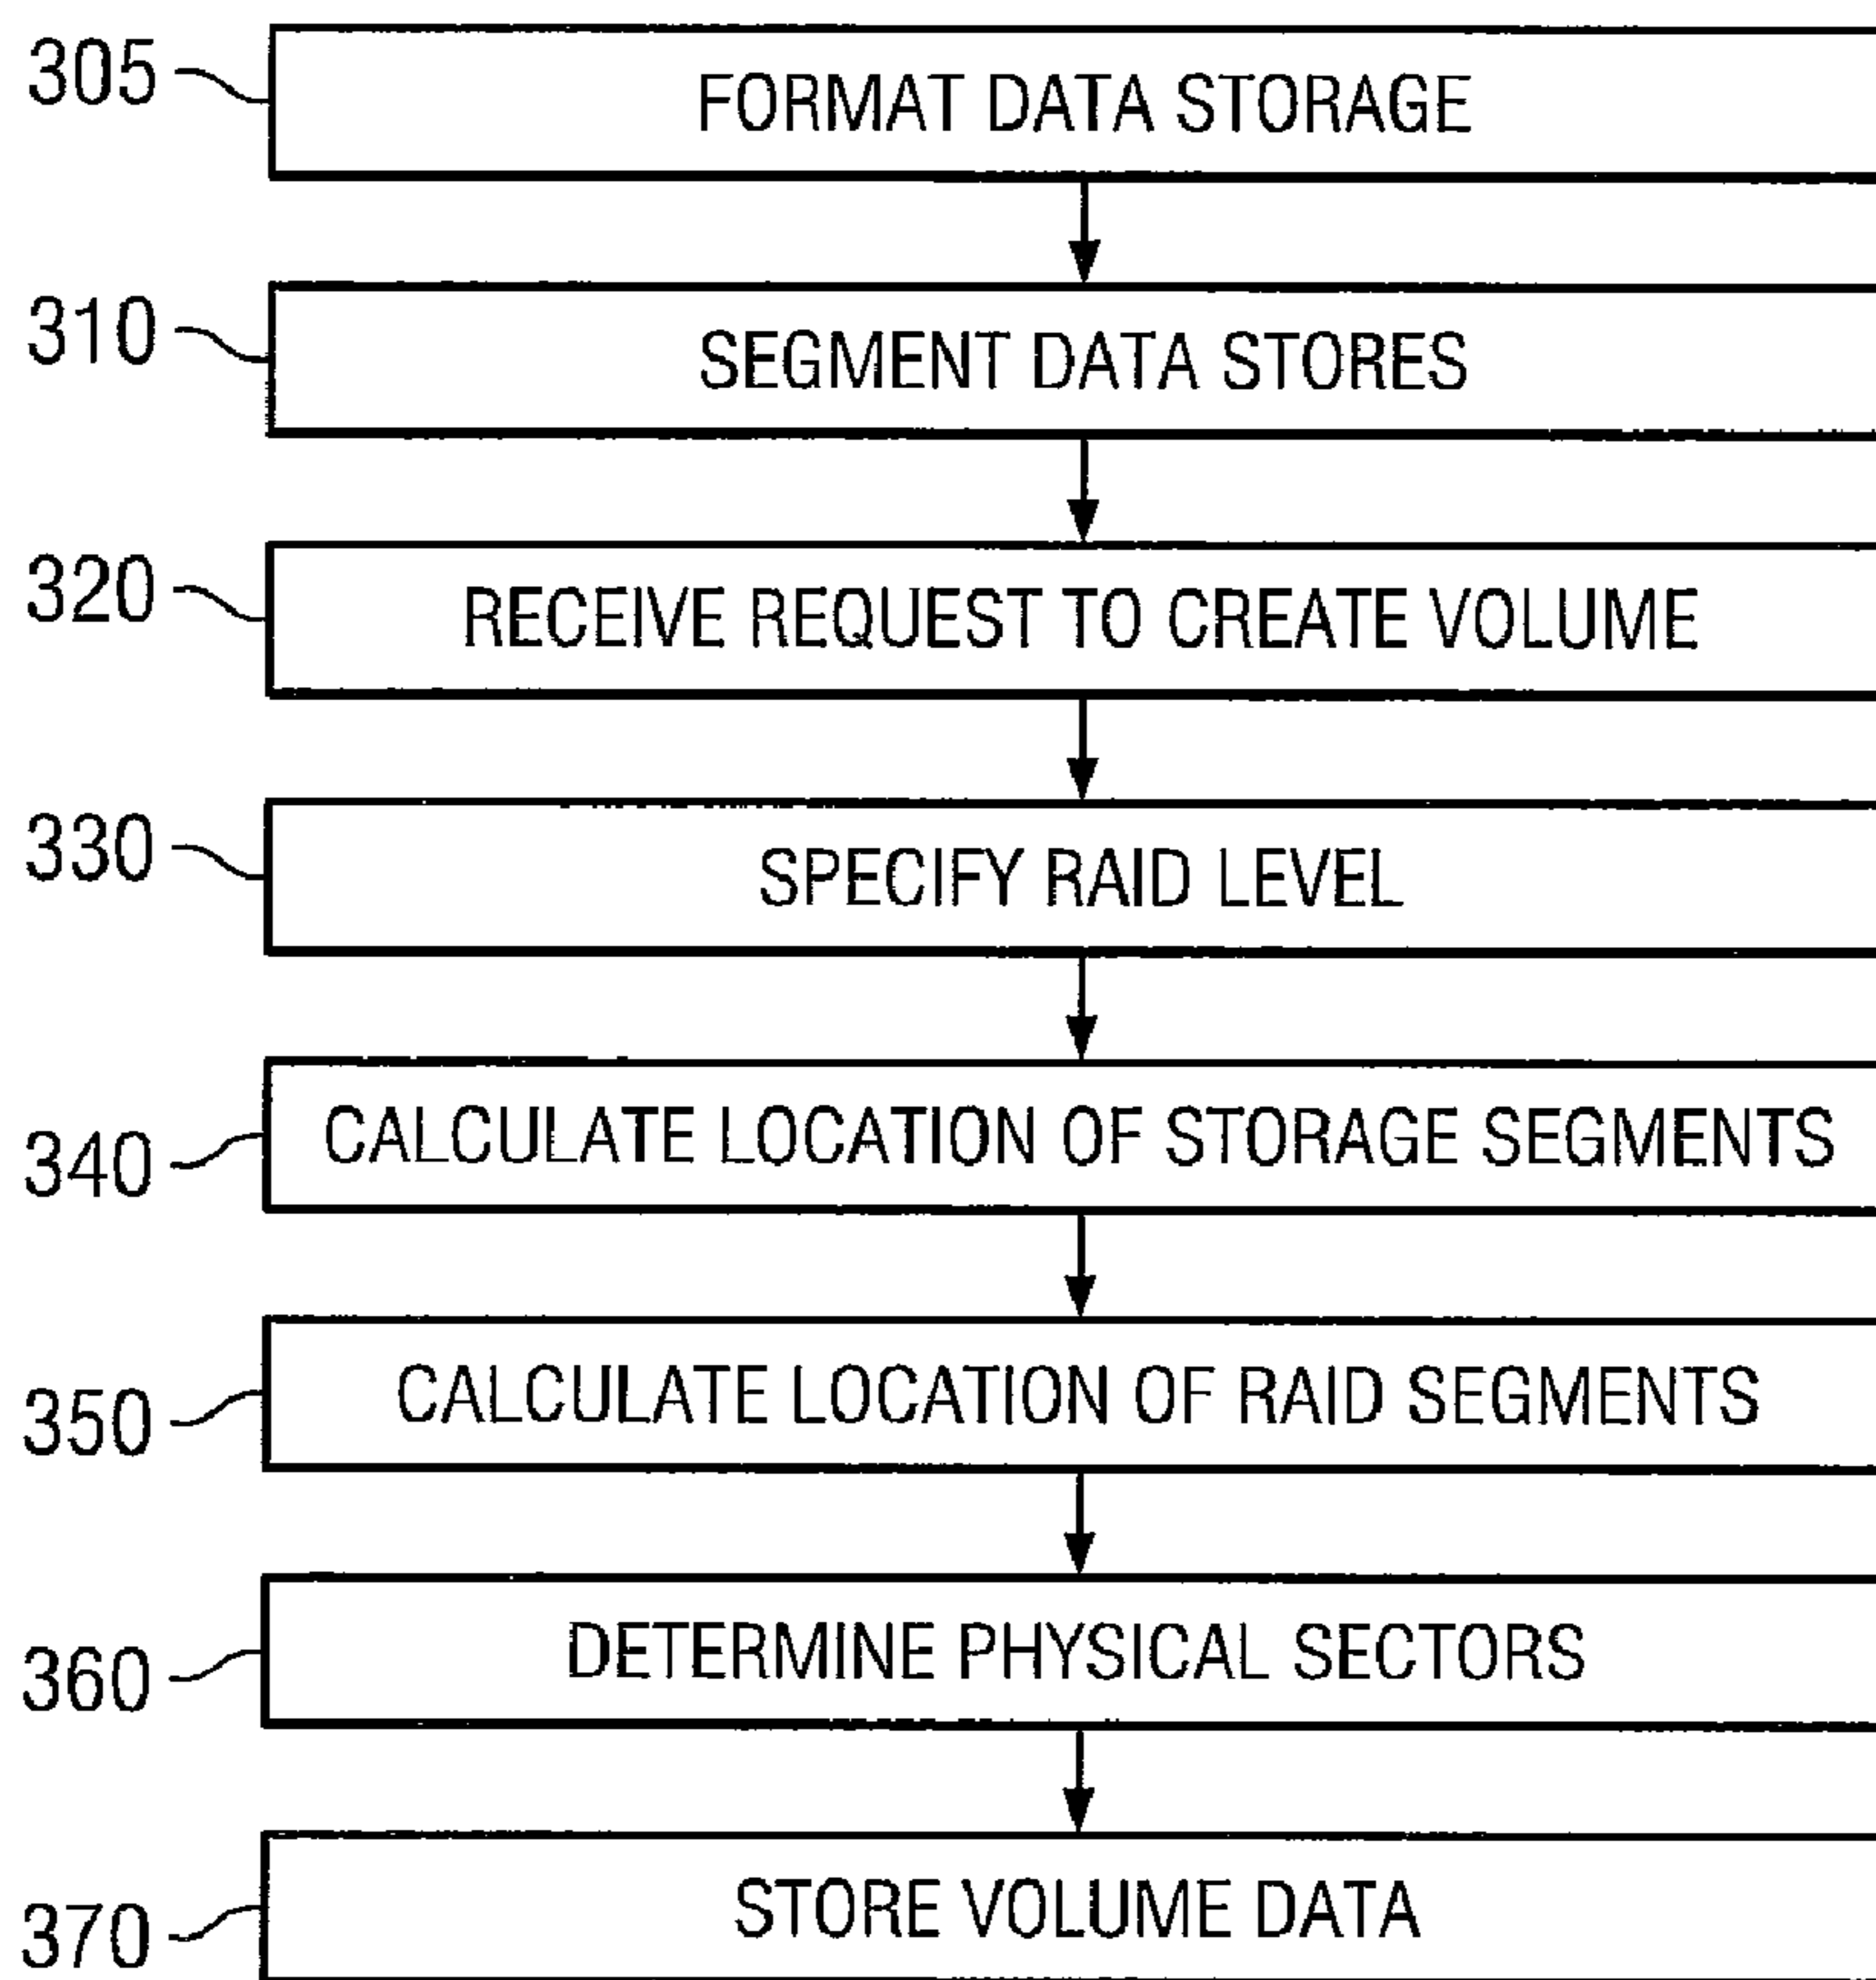 305 FORMAT DATA STORAGE
310 SEGMENT DATA STORES
320 RECEIVE REQUEST TO CREATE VOLUME
330 SPECIFY RAID LEVEL
340 CALCULATE LOCATION OF STORAGE SEGMENTS
350 CALCULATE LOCATION OF RAID SEGMENTS
360 DETERMINE PHYSICAL SECTORS
370 STORE VOLUME DATA